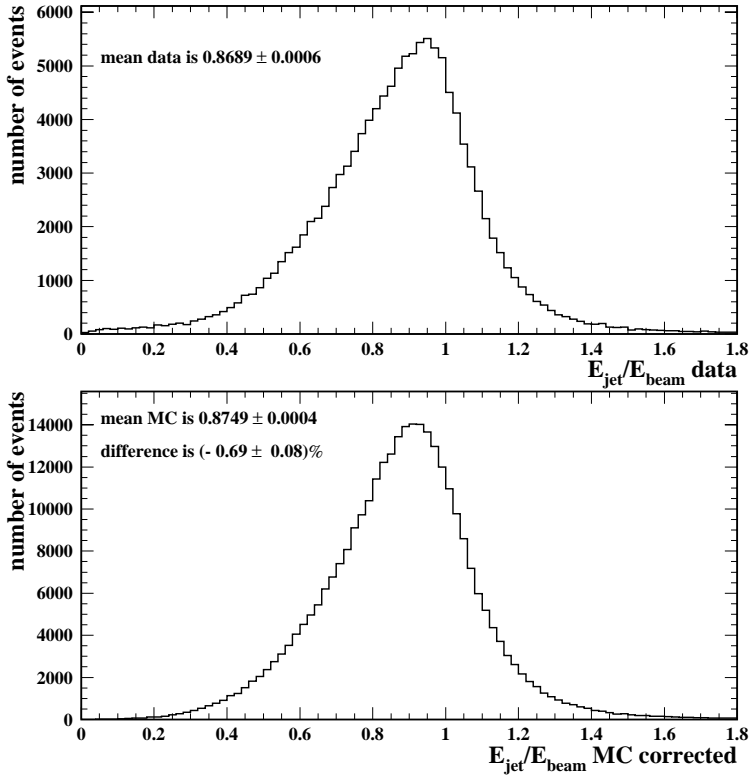 number of events
mean data is 0.8689 ± 0.0006
6000
5000
4000
3000
2000
1000
0
0 0.2 0.4 0.6 0.8 1 1.2 1.4 1.6 1.8
E_jet/E_beam data
number of events
mean MC is 0.8749 ± 0.0004
difference is (- 0.69 ± 0.08)%
14000
12000
10000
8000
6000
4000
2000
0
0 0.2 0.4 0.6 0.8 1 1.2 1.4 1.6 1.8
E_jet/E_beam MC corrected